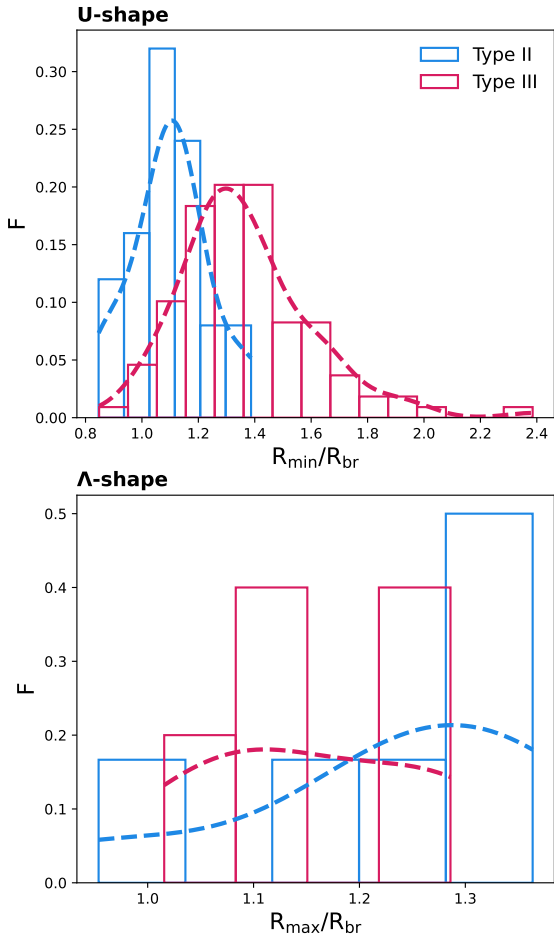 U-shape
Type II
Type III
0.30
0.25
0.20
0.15
0.10
0.05
0.00
F
0.8 1.0 1.2 1.4 1.6 1.8 2.0 2.2 2.4
Rmin/Rbr
Λ-shape
0.5
0.4
0.3
0.2
0.1
0.0
F
1.0 1.1 1.2 1.3
Rmax/Rbr